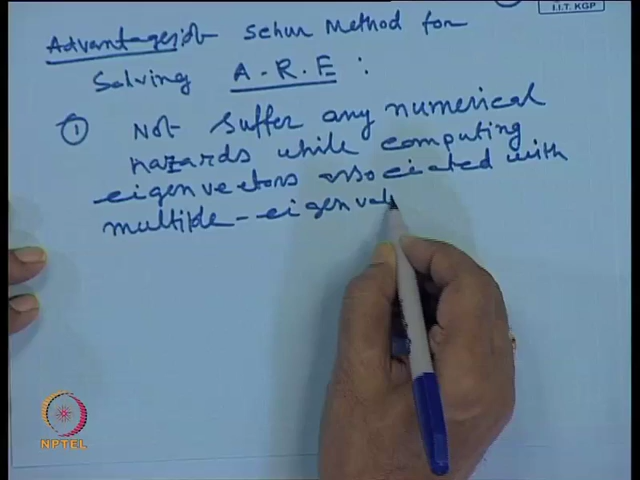 I.I.T. KGP
Advantages of Schur Method for
Solving A.R.E :
① Not suffer any numerical
hazards while computing
eigenvectors associated with
multiple-eigenval
NPTEL